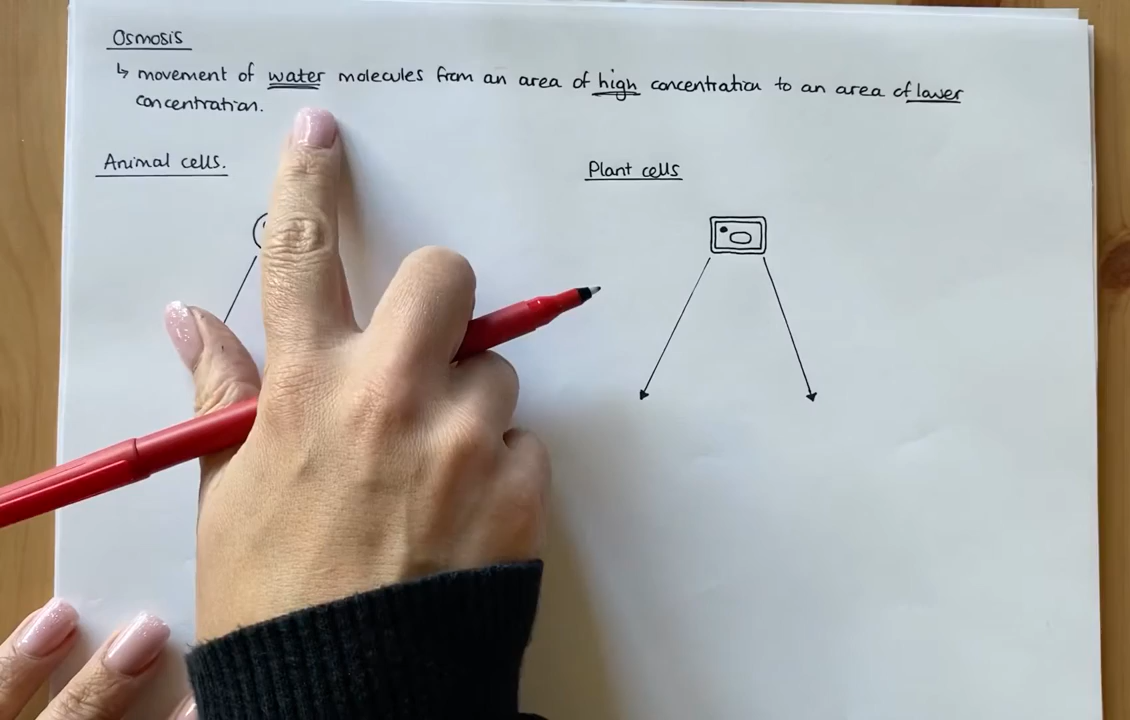 Osmosis
↳ movement of water molecules from an area of high concentration to an area of lower
concentration.
Animal cells.
Plant cells